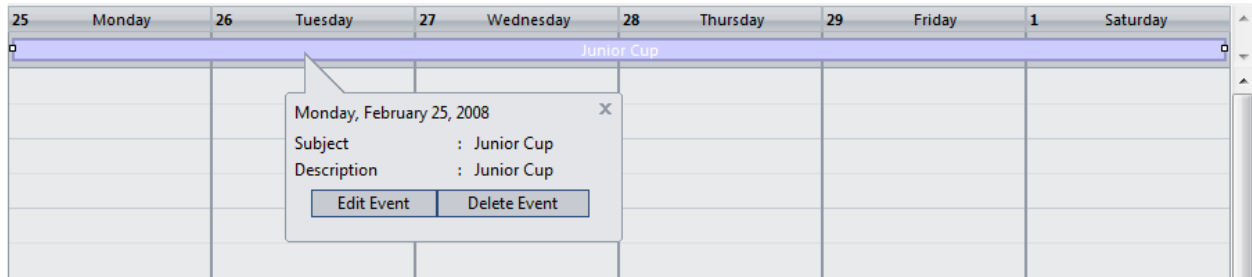 25 Monday 26 Tuesday 27 Wednesday 28 Thursday 29 Friday 1 Saturday
Junior Cup
Monday, February 25, 2008 x
Subject : Junior Cup
Description : Junior Cup
Edit Event Delete Event